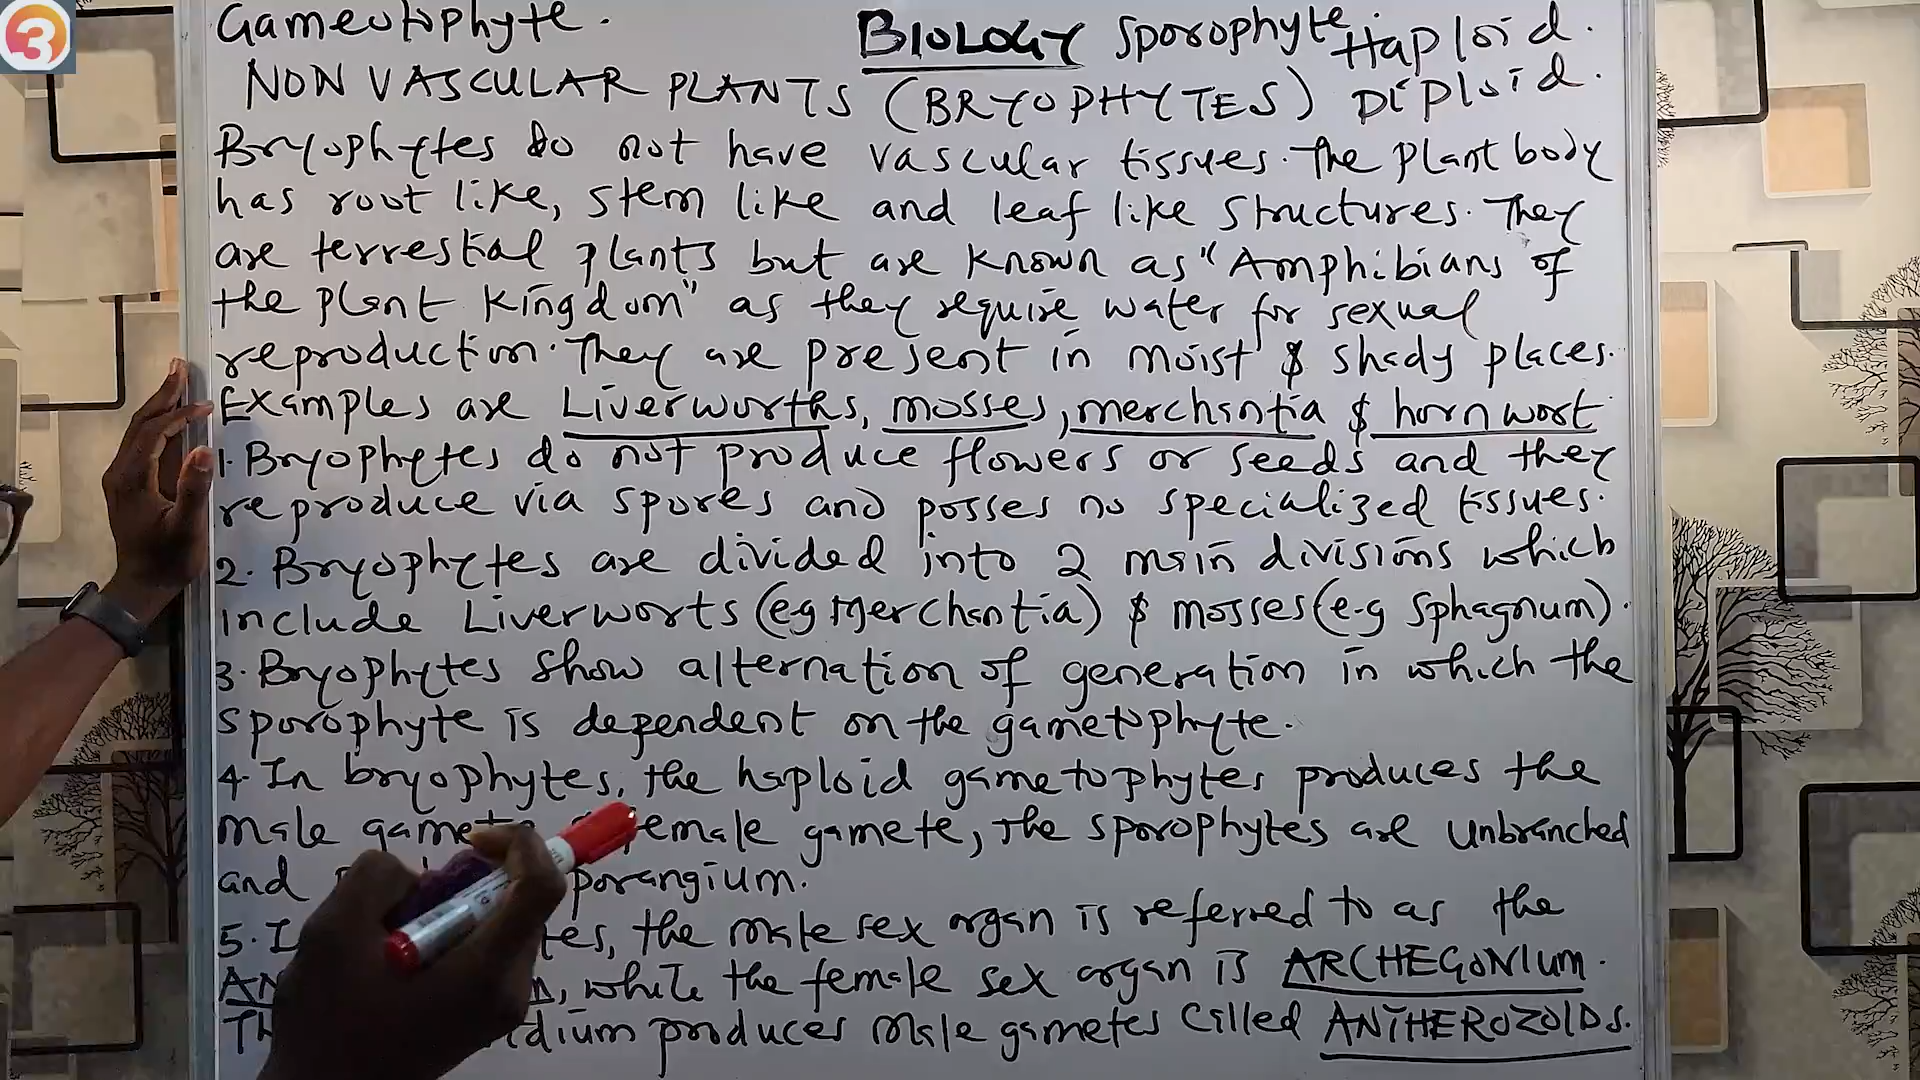 3
Gametophyte.
BIOLOGY Sporophyte. Haploid.
NON VASCULAR PLANTS (BRYOPHYTES) Diploid.
Bryophytes do not have vascular tissues. The plant body
has root like, stem like and leaf like structures. They
are terrestial plants but are known as "Amphibians of
the plant kingdom" as they require water for sexual
reproduction. They are present in moist & shady places.
Examples are Liverworths, mosses, merchantia & hornwort
1. Bryophytes do not produce flowers or seeds and they
reproduce via spores and posses no specialized tissues.
2. Bryophytes are divided into 2 main divisions which
include Liverworts (eg Merchantia) & mosses (e-g Sphagnum).
3. Bryophytes show alternation of generation in which the
sporophyte is dependent on the gametophyte.
4. In bryophytes, the haploid gametophytes produces the
male gamete female gamete, The sporophytes are unbranched
and porangium.
5. I tes, the male sex organ is referred to as the
AN m, while the female sex organ is ARCHEGONIUM.
Th dium produces male gametes called ANTHEROZOIDS.